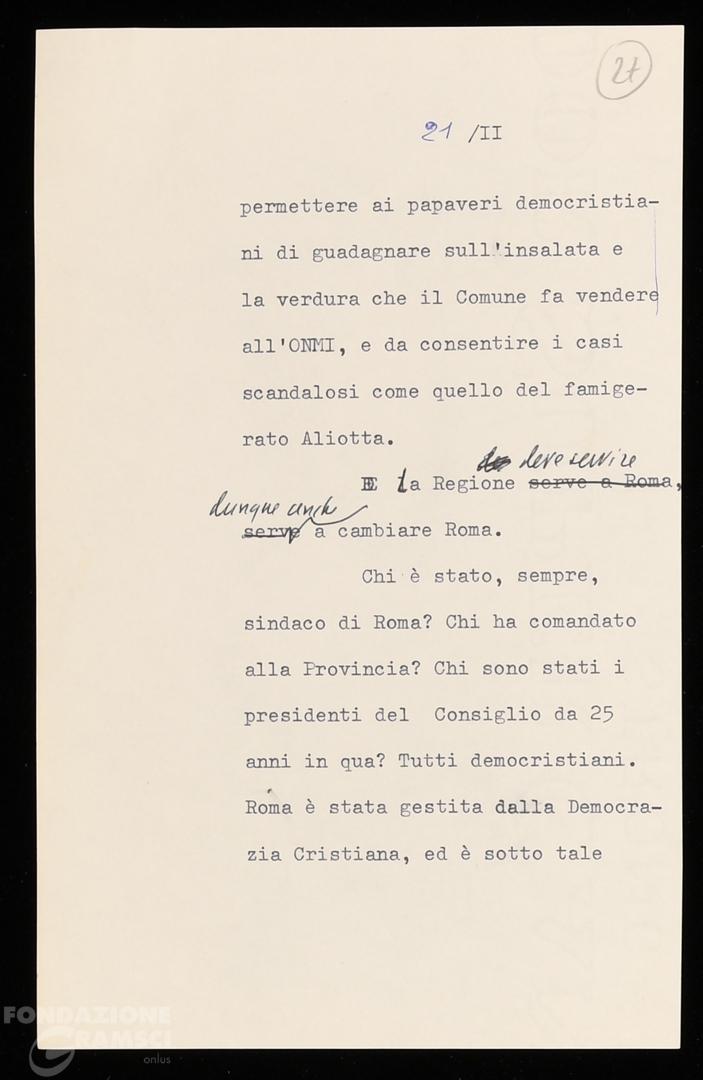 27
21 /II
permettere ai papaveri democristia-
ni di guadagnare sull'insalata e
la verdura che il Comune fa vendere
all'ONMI, e da consentire i casi
scandalosi come quello del famige-
rato Aliotta.
deve servire
La Regione serve a Roma,
dunque anche
serve a cambiare Roma.
Chi è stato, sempre,
sindaco di Roma? Chi ha comandato
alla Provincia? Chi sono stati i
presidenti del Consiglio da 25
anni in qua? Tutti democristiani.
Roma è stata gestita dalla Democra-
zia Cristiana, ed è sotto tale
FONDAZIONE
GRAMSCI
onlus